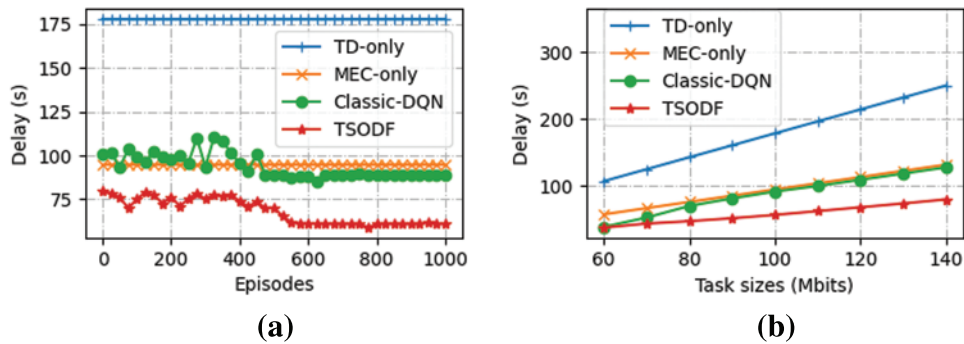 175
150
125
100
75
Delay (s)
TD-only
MEC-only
Classic-DQN
TSODF
0 200 400 600 800 1000
Episodes
(a)
300
200
100
Delay (s)
TD-only
MEC-only
Classic-DQN
TSODF
60 80 100 120 140
Task sizes (Mbits)
(b)